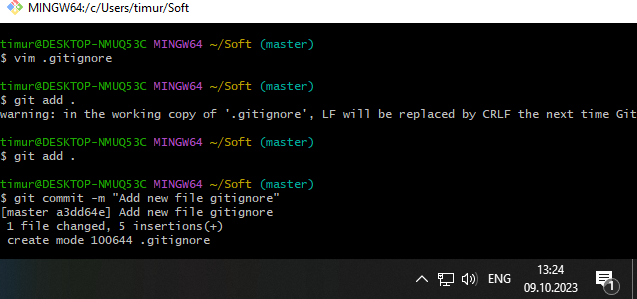 MINGW64:/c/Users/timur/Soft
timur@DESKTOP-NMUQ53C MINGW64 ~/Soft (master)
$ vim .gitignore
timur@DESKTOP-NMUQ53C MINGW64 ~/Soft (master)
$ git add .
warning: in the working copy of '.gitignore', LF will be replaced by CRLF the next time Git
timur@DESKTOP-NMUQ53C MINGW64 ~/Soft (master)
$ git add .
timur@DESKTOP-NMUQ53C MINGW64 ~/Soft (master)
$ git commit -m "Add new file gitignore"
[master a3dd64e] Add new file gitignore
 1 file changed, 5 insertions(+)
 create mode 100644 .gitignore
ENG
13:24
09.10.2023
1